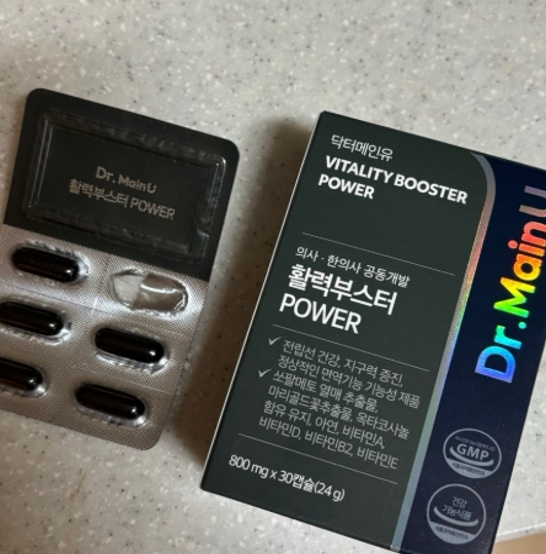 Dr. MainU
활력부스터 POWER
닥터메인유
VITALITY BOOSTER
POWER
의사 · 한의사 공동개발
활력부스터
POWER
✓ 전립선 건강, 지구력 증진,
정상적인 면역기능 기능성 제품
✓ 쏘팔메토 열매 추출물,
마리골드꽃추출물, 옥타코사놀
함유 유지, 아연, 비타민A,
비타민D, 비타민B2, 비타민E
800 mg x 30캡슐(24 g)
Dr.MainU
GMP
건강
기능식품